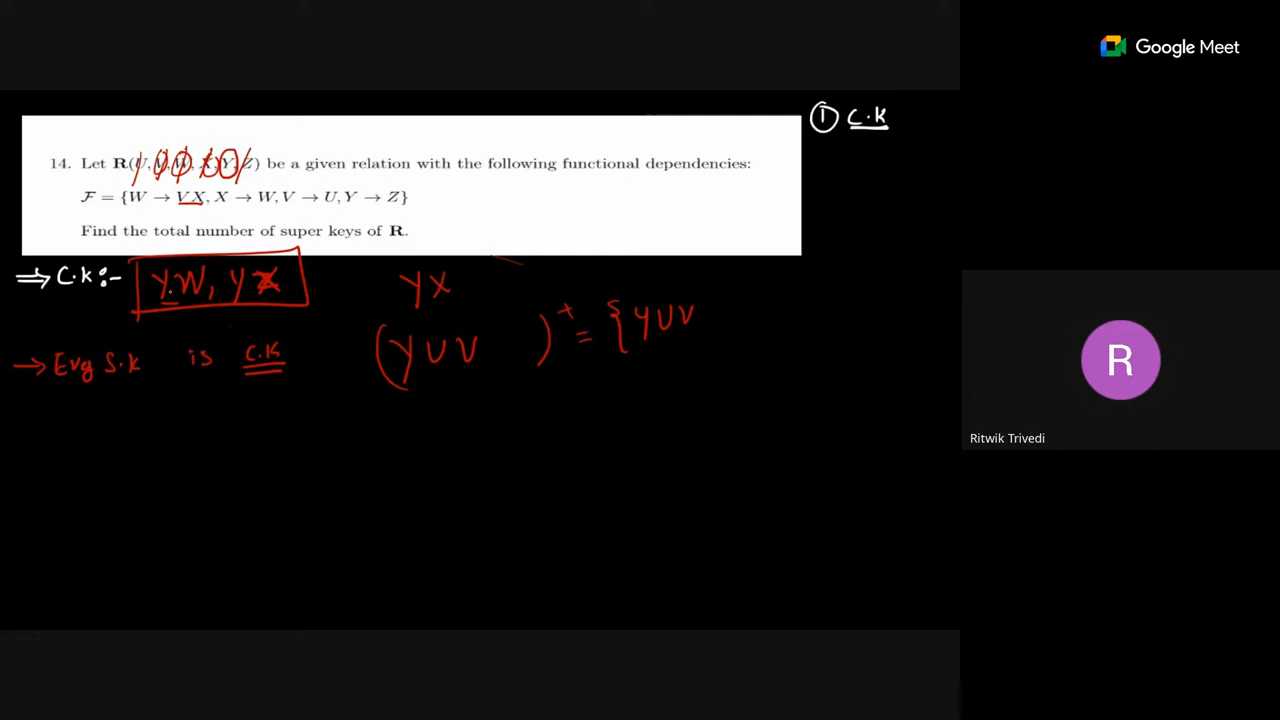 Google Meet
① C.K
14. Let R(U, V, W, X, Y, Z) be a given relation with the following functional dependencies:
F = {W → VX, X → W, V → U, Y → Z}
Find the total number of super keys of R.
⇒ C.K :- YW, YX YX
(YUV )⁺ = {YUV
→ Evy S.K is C.K
R
Ritwik Trivedi